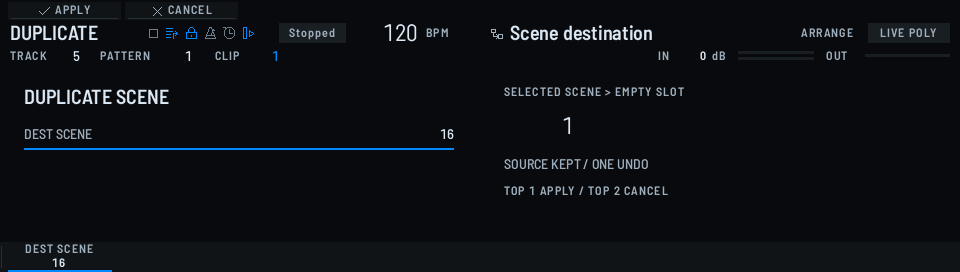 APPLY CANCEL
DUPLICATE Stopped 120 BPM Scene destination ARRANGE LIVE POLY
TRACK 5 PATTERN 1 CLIP 1 IN 0 dB OUT
DUPLICATE SCENE
DEST SCENE 16
SELECTED SCENE > EMPTY SLOT
1
SOURCE KEPT / ONE UNDO
TOP 1 APPLY / TOP 2 CANCEL
DEST SCENE
16